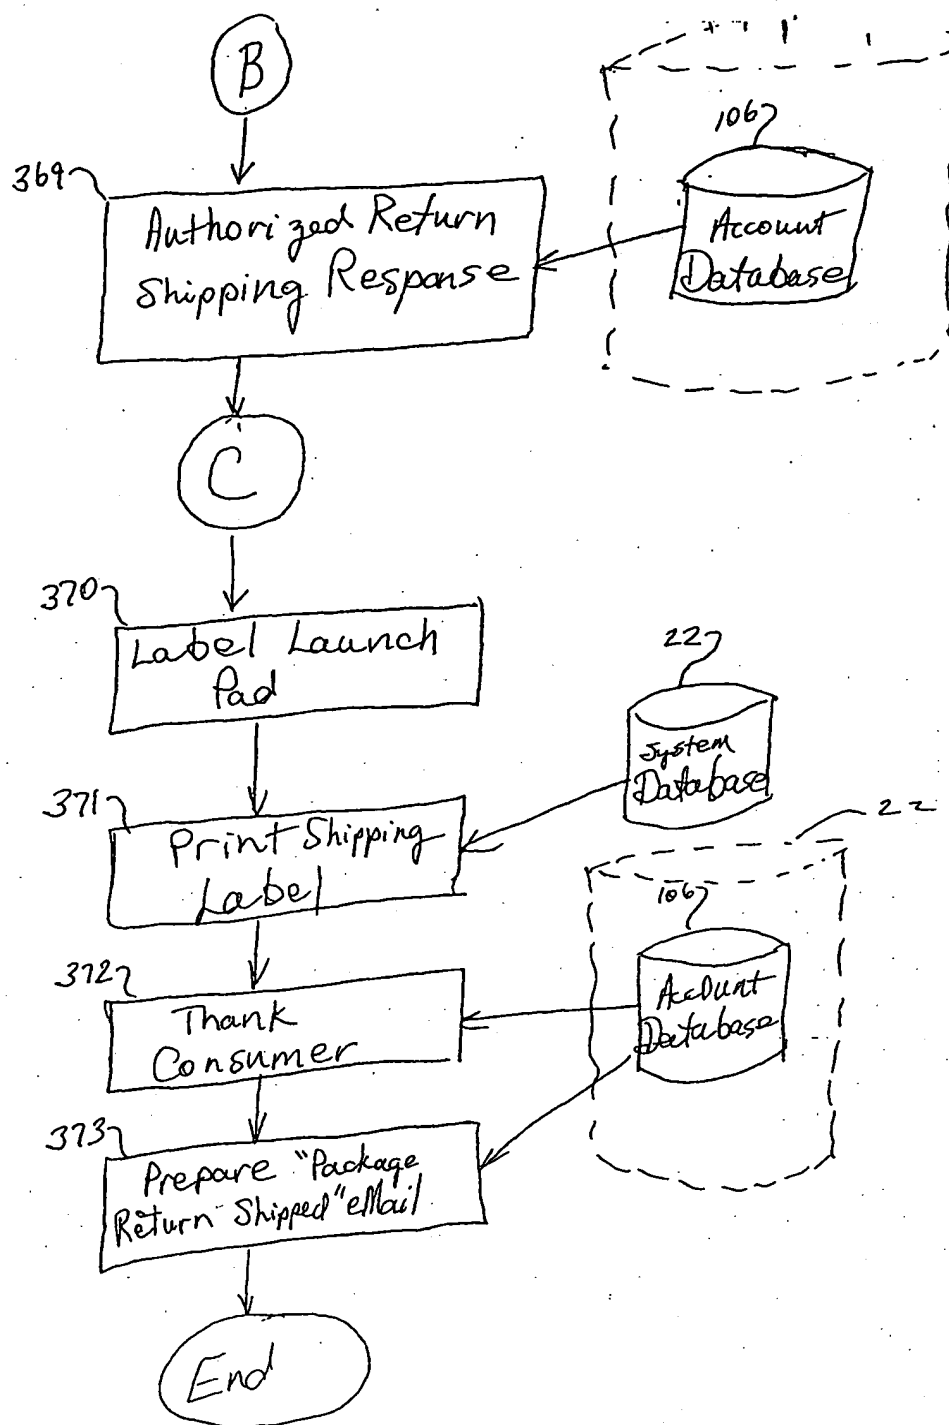 B
369
Authorized Return
Shipping Response
106
Account
Database
C
370
Label Launch
Pad
22
System
Database
371
Print Shipping
Label
22
106
Account
Database
372
Thank
Consumer
373
Prepare "Package
Return Shipped" eMail
End